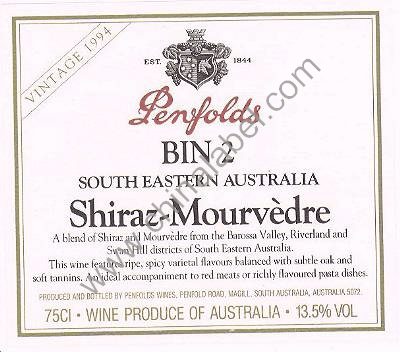 VINTAGE 1994
EST. 1844
Penfolds
BIN 2
SOUTH EASTERN AUSTRALIA
Shiraz-Mourvèdre
A blend of Shiraz and Mourvèdre from the Barossa Valley, Riverland and
Swan Hill districts of South Eastern Australia.
This wine features ripe, spicy varietal flavours balanced with subtle oak and
soft tannins. An ideal accompaniment to red meats or richly flavoured pasta dishes.
PRODUCED AND BOTTLED BY PENFOLDS WINES, PENFOLD ROAD, MAGILL, SOUTH AUSTRALIA, AUSTRALIA 5072.
75Cl · WINE PRODUCE OF AUSTRALIA · 13.5% VOL
www.chinalabel.com